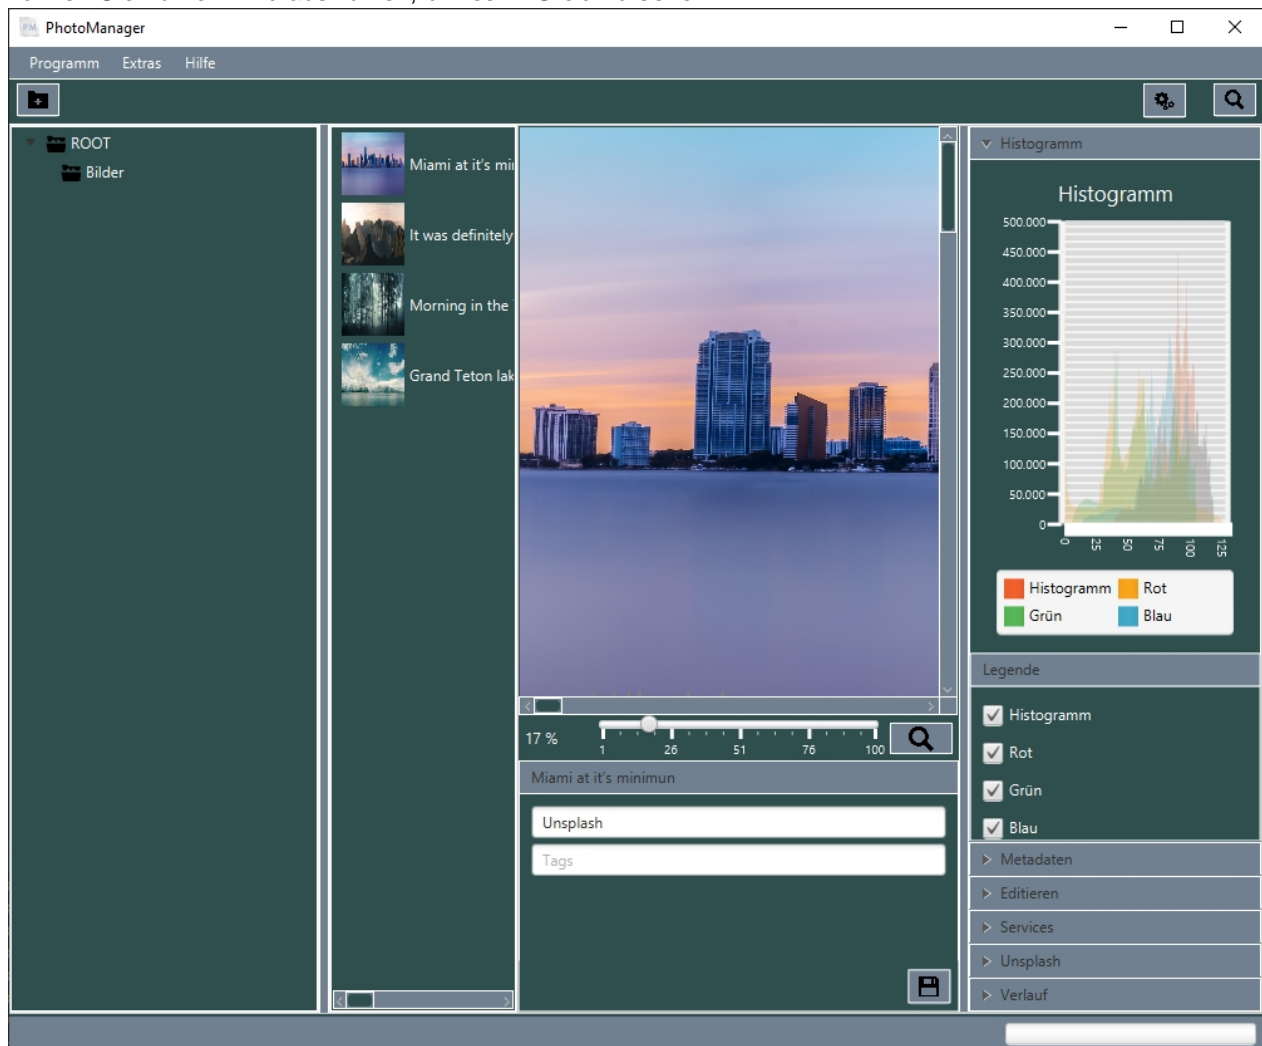 PhotoManager
Programm Extras Hilfe
ROOT
Bilder
Miami at it's mi
It was definitely
Morning in the
Grand Teton lak
17 %
1 26 51 76 100
Miami at it's minimun
Unsplash
Tags
Histogramm
Histogramm
500.000
450.000
400.000
350.000
300.000
250.000
200.000
150.000
100.000
50.000
0
0 25 50 75 100 125
Histogramm Rot
Grün Blau
Legende
Histogramm
Rot
Grün
Blau
Metadaten
Editieren
Services
Unsplash
Verlauf